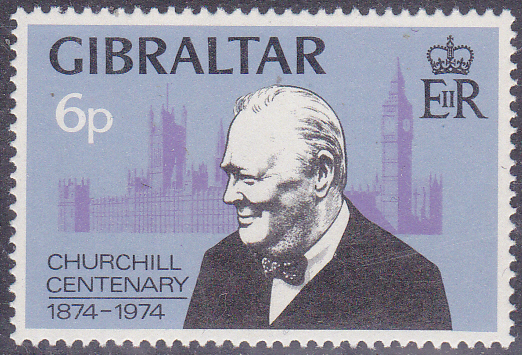 GIBRALTAR
6p
EIIR
CHURCHILL
CENTENARY
1874-1974